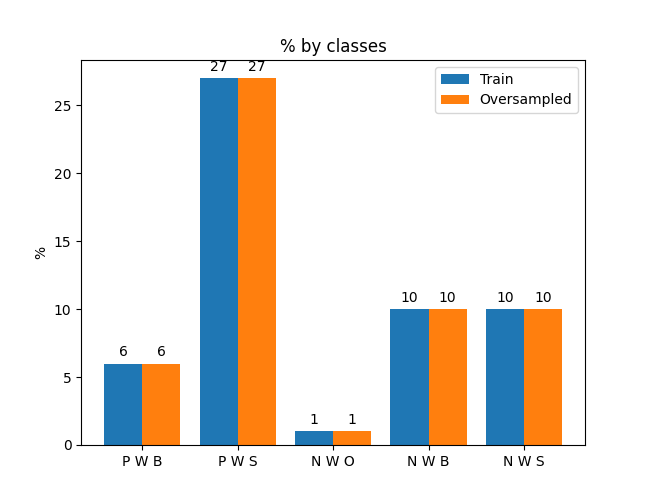 % by classes
27 27
Train
Oversampled
25
20
15
10
5
0
%
10 10
10 10
6 6
1 1
P W B
P W S
N W O
N W B
N W S